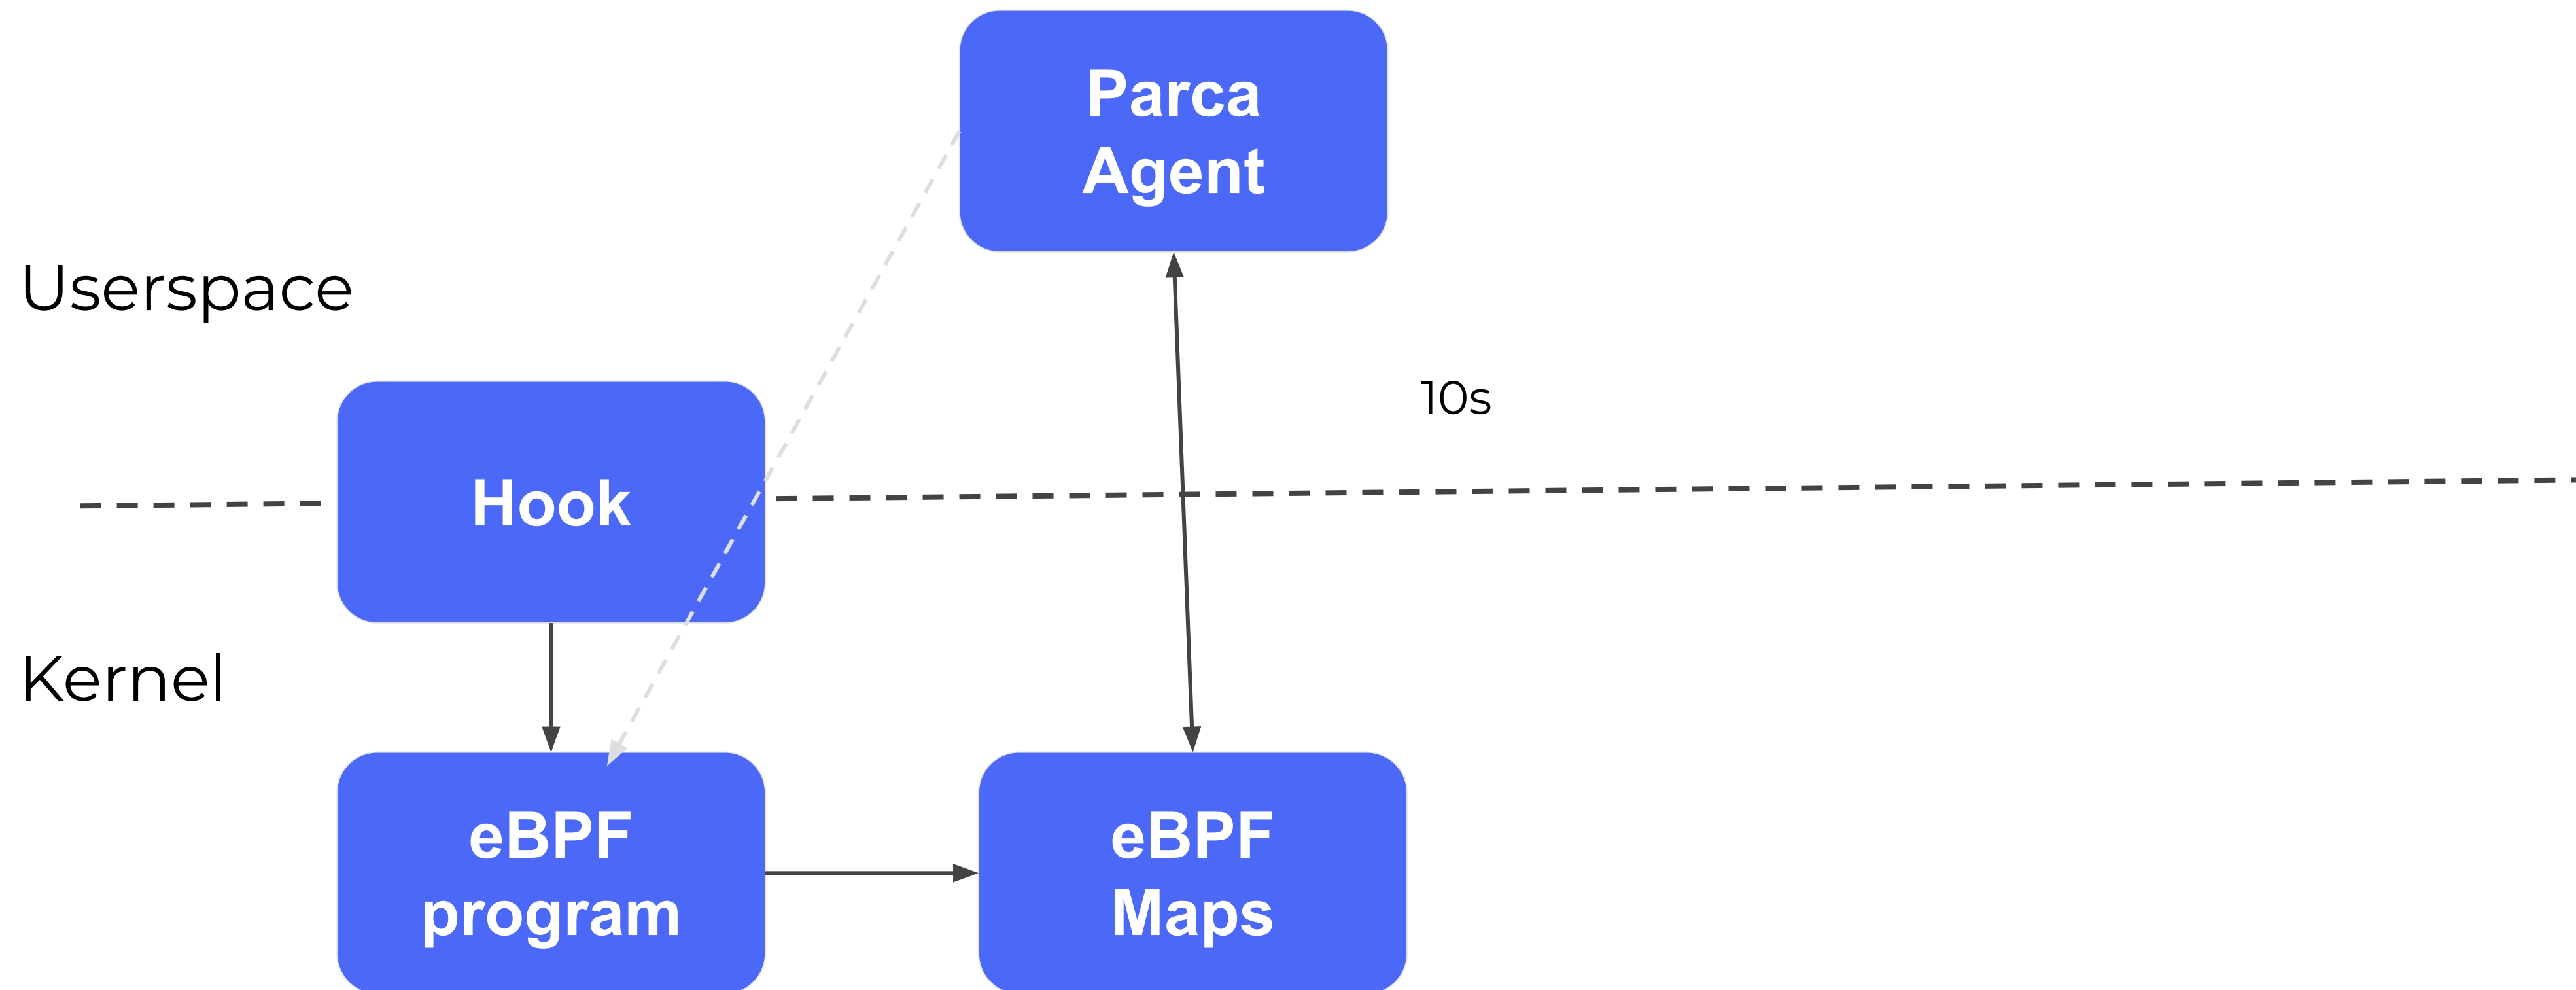 Parca
Agent
Userspace
10s
Hook
Kernel
eBPF
program
eBPF
Maps